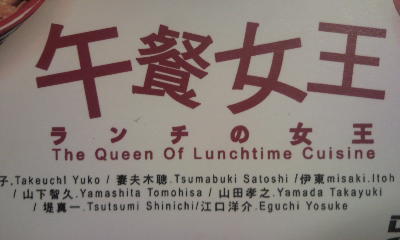 午餐女王
ランチの女王
The Queen Of Lunchtime Cuisine
子.TakeuchI Yuko / 妻夫木聰.Tsumabuki Satoshi /伊東misaki.Itoh
/ 山下智久.Yamashita Tomohisa / 山田孝之.Yamada Takayuki
/ 堤真一.Tsutsumi Shinichi/江口洋介.Eguchi Yosuke